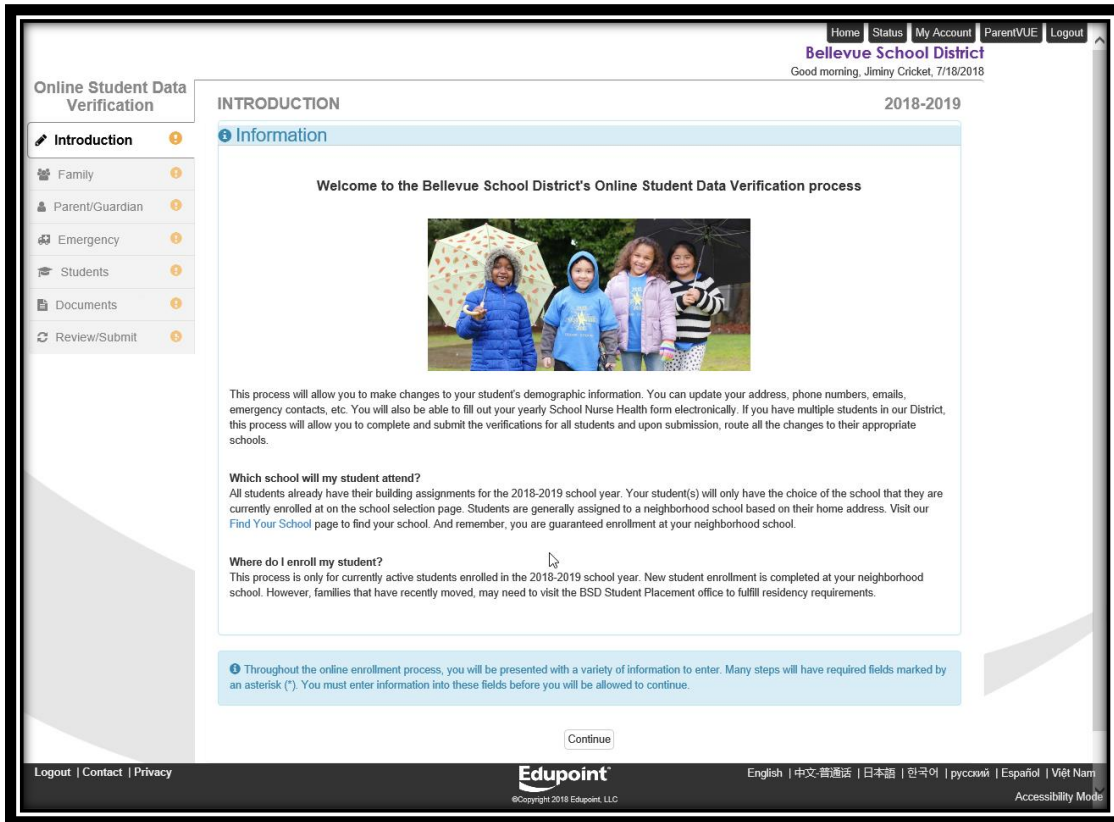 Home Status My Account ParentVUE Logout
Bellevue School District
Good morning, Jiminy Cricket, 7/18/2018
Online Student Data
Verification
Introduction
Family
Parent/Guardian
Emergency
Students
Documents
Review/Submit
INTRODUCTION 2018-2019
Information
Welcome to the Bellevue School District's Online Student Data Verification process
This process will allow you to make changes to your student's demographic information. You can update your address, phone numbers, emails,
emergency contacts, etc. You will also be able to fill out your yearly School Nurse Health form electronically. If you have multiple students in our District,
this process will allow you to complete and submit the verifications for all students and upon submission, route all the changes to their appropriate
schools.
Which school will my student attend?
All students already have their building assignments for the 2018-2019 school year. Your student(s) will only have the choice of the school that they are
currently enrolled at on the school selection page. Students are generally assigned to a neighborhood school based on their home address. Visit our
Find Your School page to find your school. And remember, you are guaranteed enrollment at your neighborhood school.
Where do I enroll my student?
This process is only for currently active students enrolled in the 2018-2019 school year. New student enrollment is completed at your neighborhood
school. However, families that have recently moved, may need to visit the BSD Student Placement office to fulfill residency requirements.
Throughout the online enrollment process, you will be presented with a variety of information to enter. Many steps will have required fields marked by
an asterisk (*). You must enter information into these fields before you will be allowed to continue.
Continue
Logout | Contact | Privacy
Edupoint
©Copyright 2018 Edupoint, LLC
English | 中文-普通话 | 日本語 | 한국어 | русский | Español | Việt Nam
Accessibility Mode